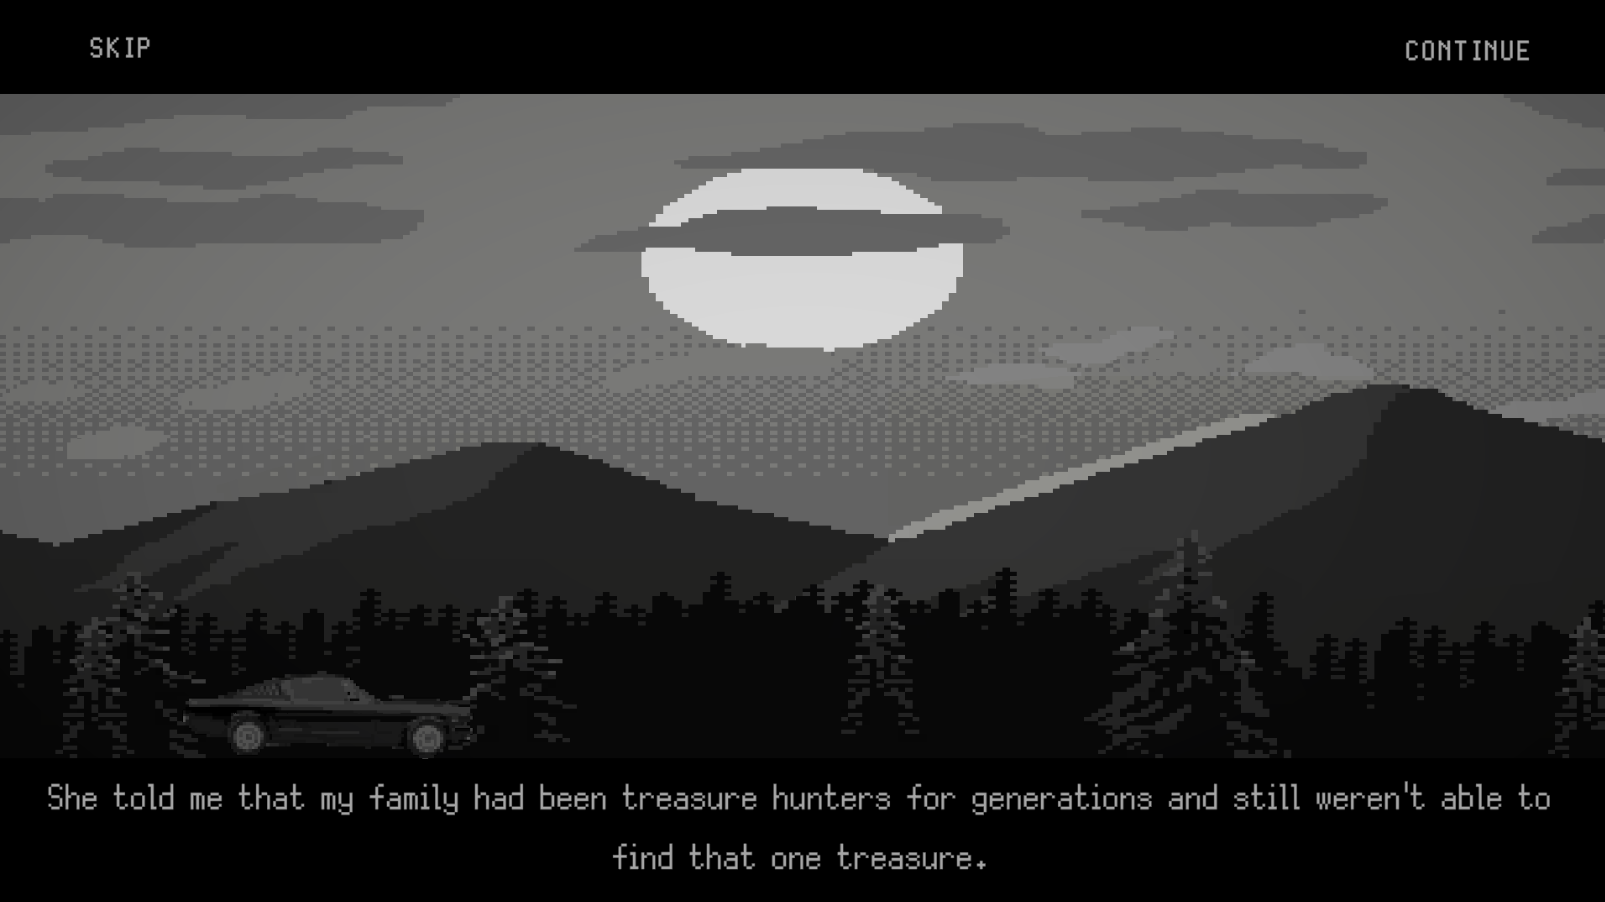 SKIP
CONTINUE
She told me that my family had been treasure hunters for generations and still weren't able to
find that one treasure.